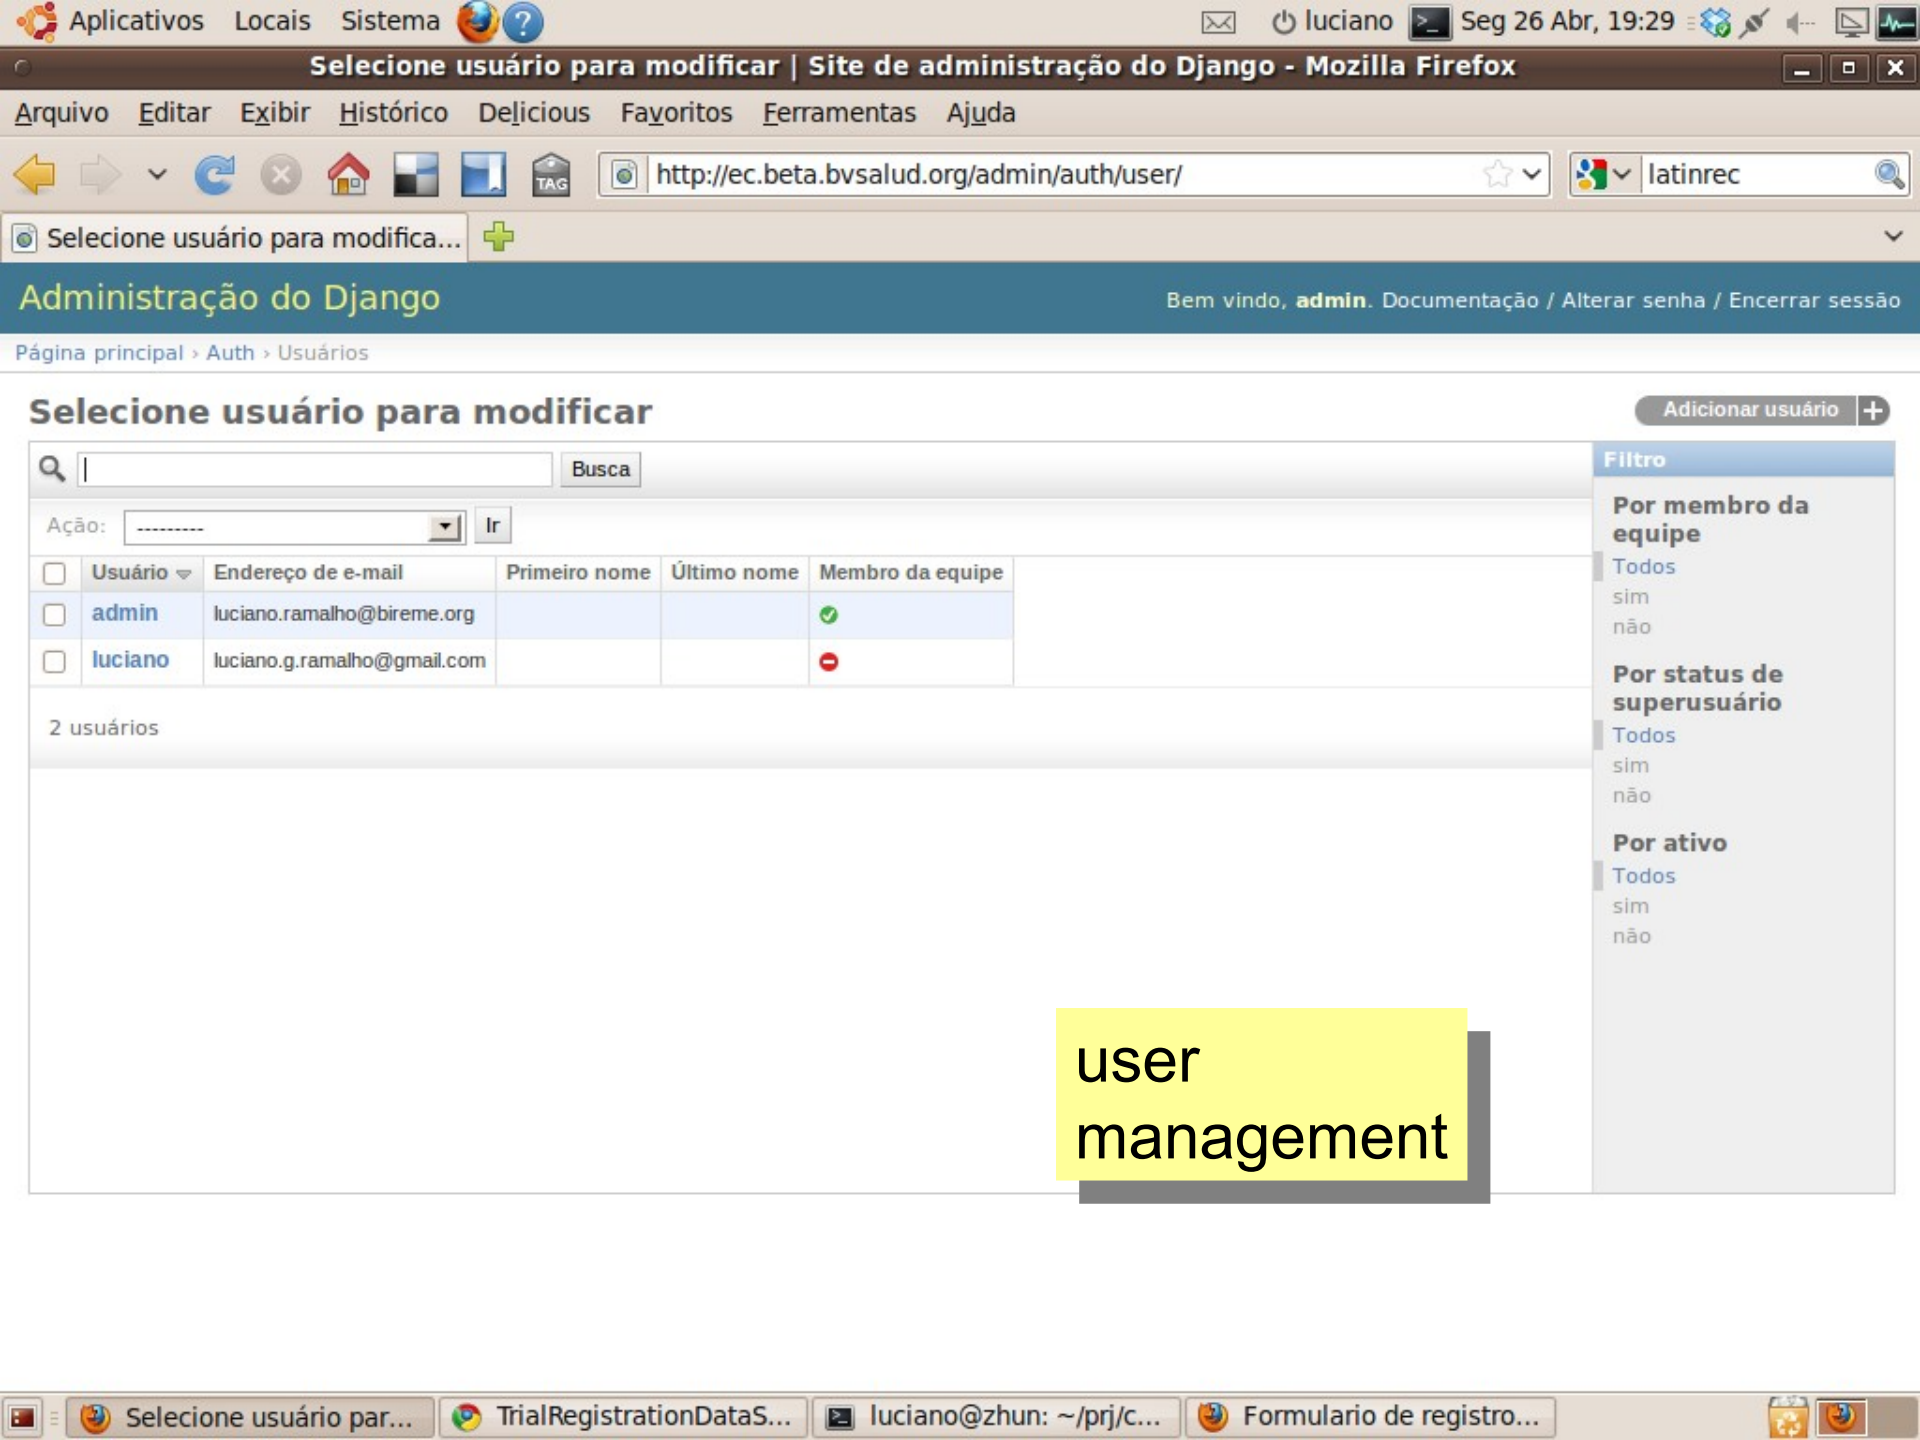 Aplicativos Locais Sistema
luciano Seg 26 Abr, 19:29
Selecione usuário para modificar | Site de administração do Django - Mozilla Firefox
Arquivo Editar Exibir Histórico Delicious Favoritos Ferramentas Ajuda
TAG http://ec.beta.bvsalud.org/admin/auth/user/ latinrec
Selecione usuário para modifica...
Administração do Django
Bem vindo, admin. Documentação / Alterar senha / Encerrar sessão
Página principal › Auth › Usuários
Selecione usuário para modificar
Adicionar usuário +
Busca
Ação: --------- Ir
Usuário Endereço de e-mail Primeiro nome Último nome Membro da equipe
admin luciano.ramalho@bireme.org
luciano luciano.g.ramalho@gmail.com
2 usuários
Filtro
Por membro da
equipe
Todos
sim
não
Por status de
superusuário
Todos
sim
não
Por ativo
Todos
sim
não
user
management
Selecione usuário par... TrialRegistrationDataS... luciano@zhun: ~/prj/c... Formulario de registro...